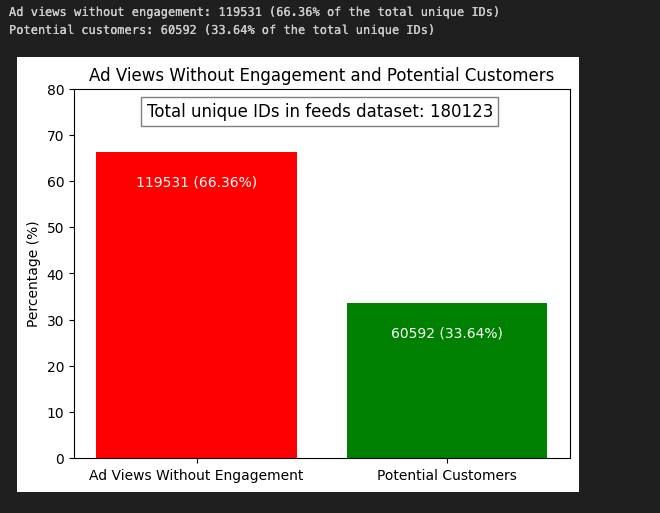 Ad views without engagement: 119531 (66.36% of the total unique IDs)
Potential customers: 60592 (33.64% of the total unique IDs)
Ad Views Without Engagement and Potential Customers
Total unique IDs in feeds dataset: 180123
80
70
60
50
40
30
20
10
0
Percentage (%)
119531 (66.36%)
60592 (33.64%)
Ad Views Without Engagement
Potential Customers